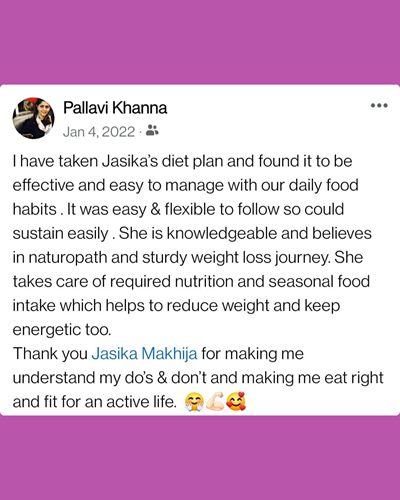 Pallavi Khanna
Jan 4, 2022 ·
I have taken Jasika's diet plan and found it to be
effective and easy to manage with our daily food
habits . It was easy & flexible to follow so could
sustain easily . She is knowledgeable and believes
in naturopath and sturdy weight loss journey. She
takes care of required nutrition and seasonal food
intake which helps to reduce weight and keep
energetic too.
Thank you Jasika Makhija for making me
understand my do's & don't and making me eat right
and fit for an active life. 🤗💪🏻🥰